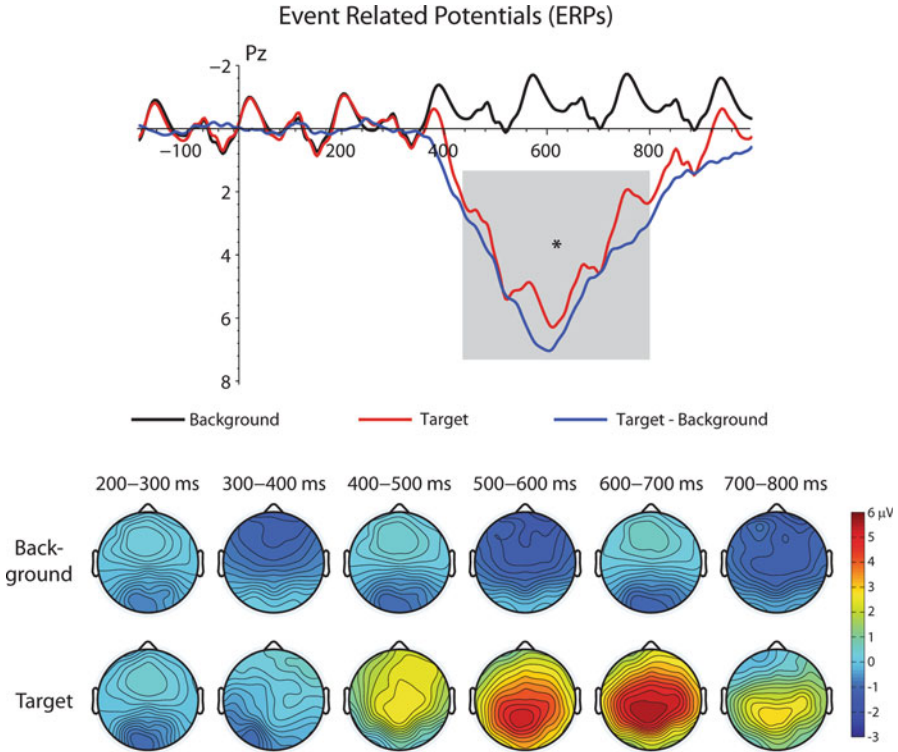 Event Related Potentials (ERPs)
Pz
−2
−100
200
400
600
800
2
4
*
6
8
Background
Target
Target - Background
200−300 ms
300−400 ms
400−500 ms
500−600 ms
600−700 ms
700−800 ms
Back-
ground
6 μV
5
4
3
2
1
0
-1
-2
-3
Target